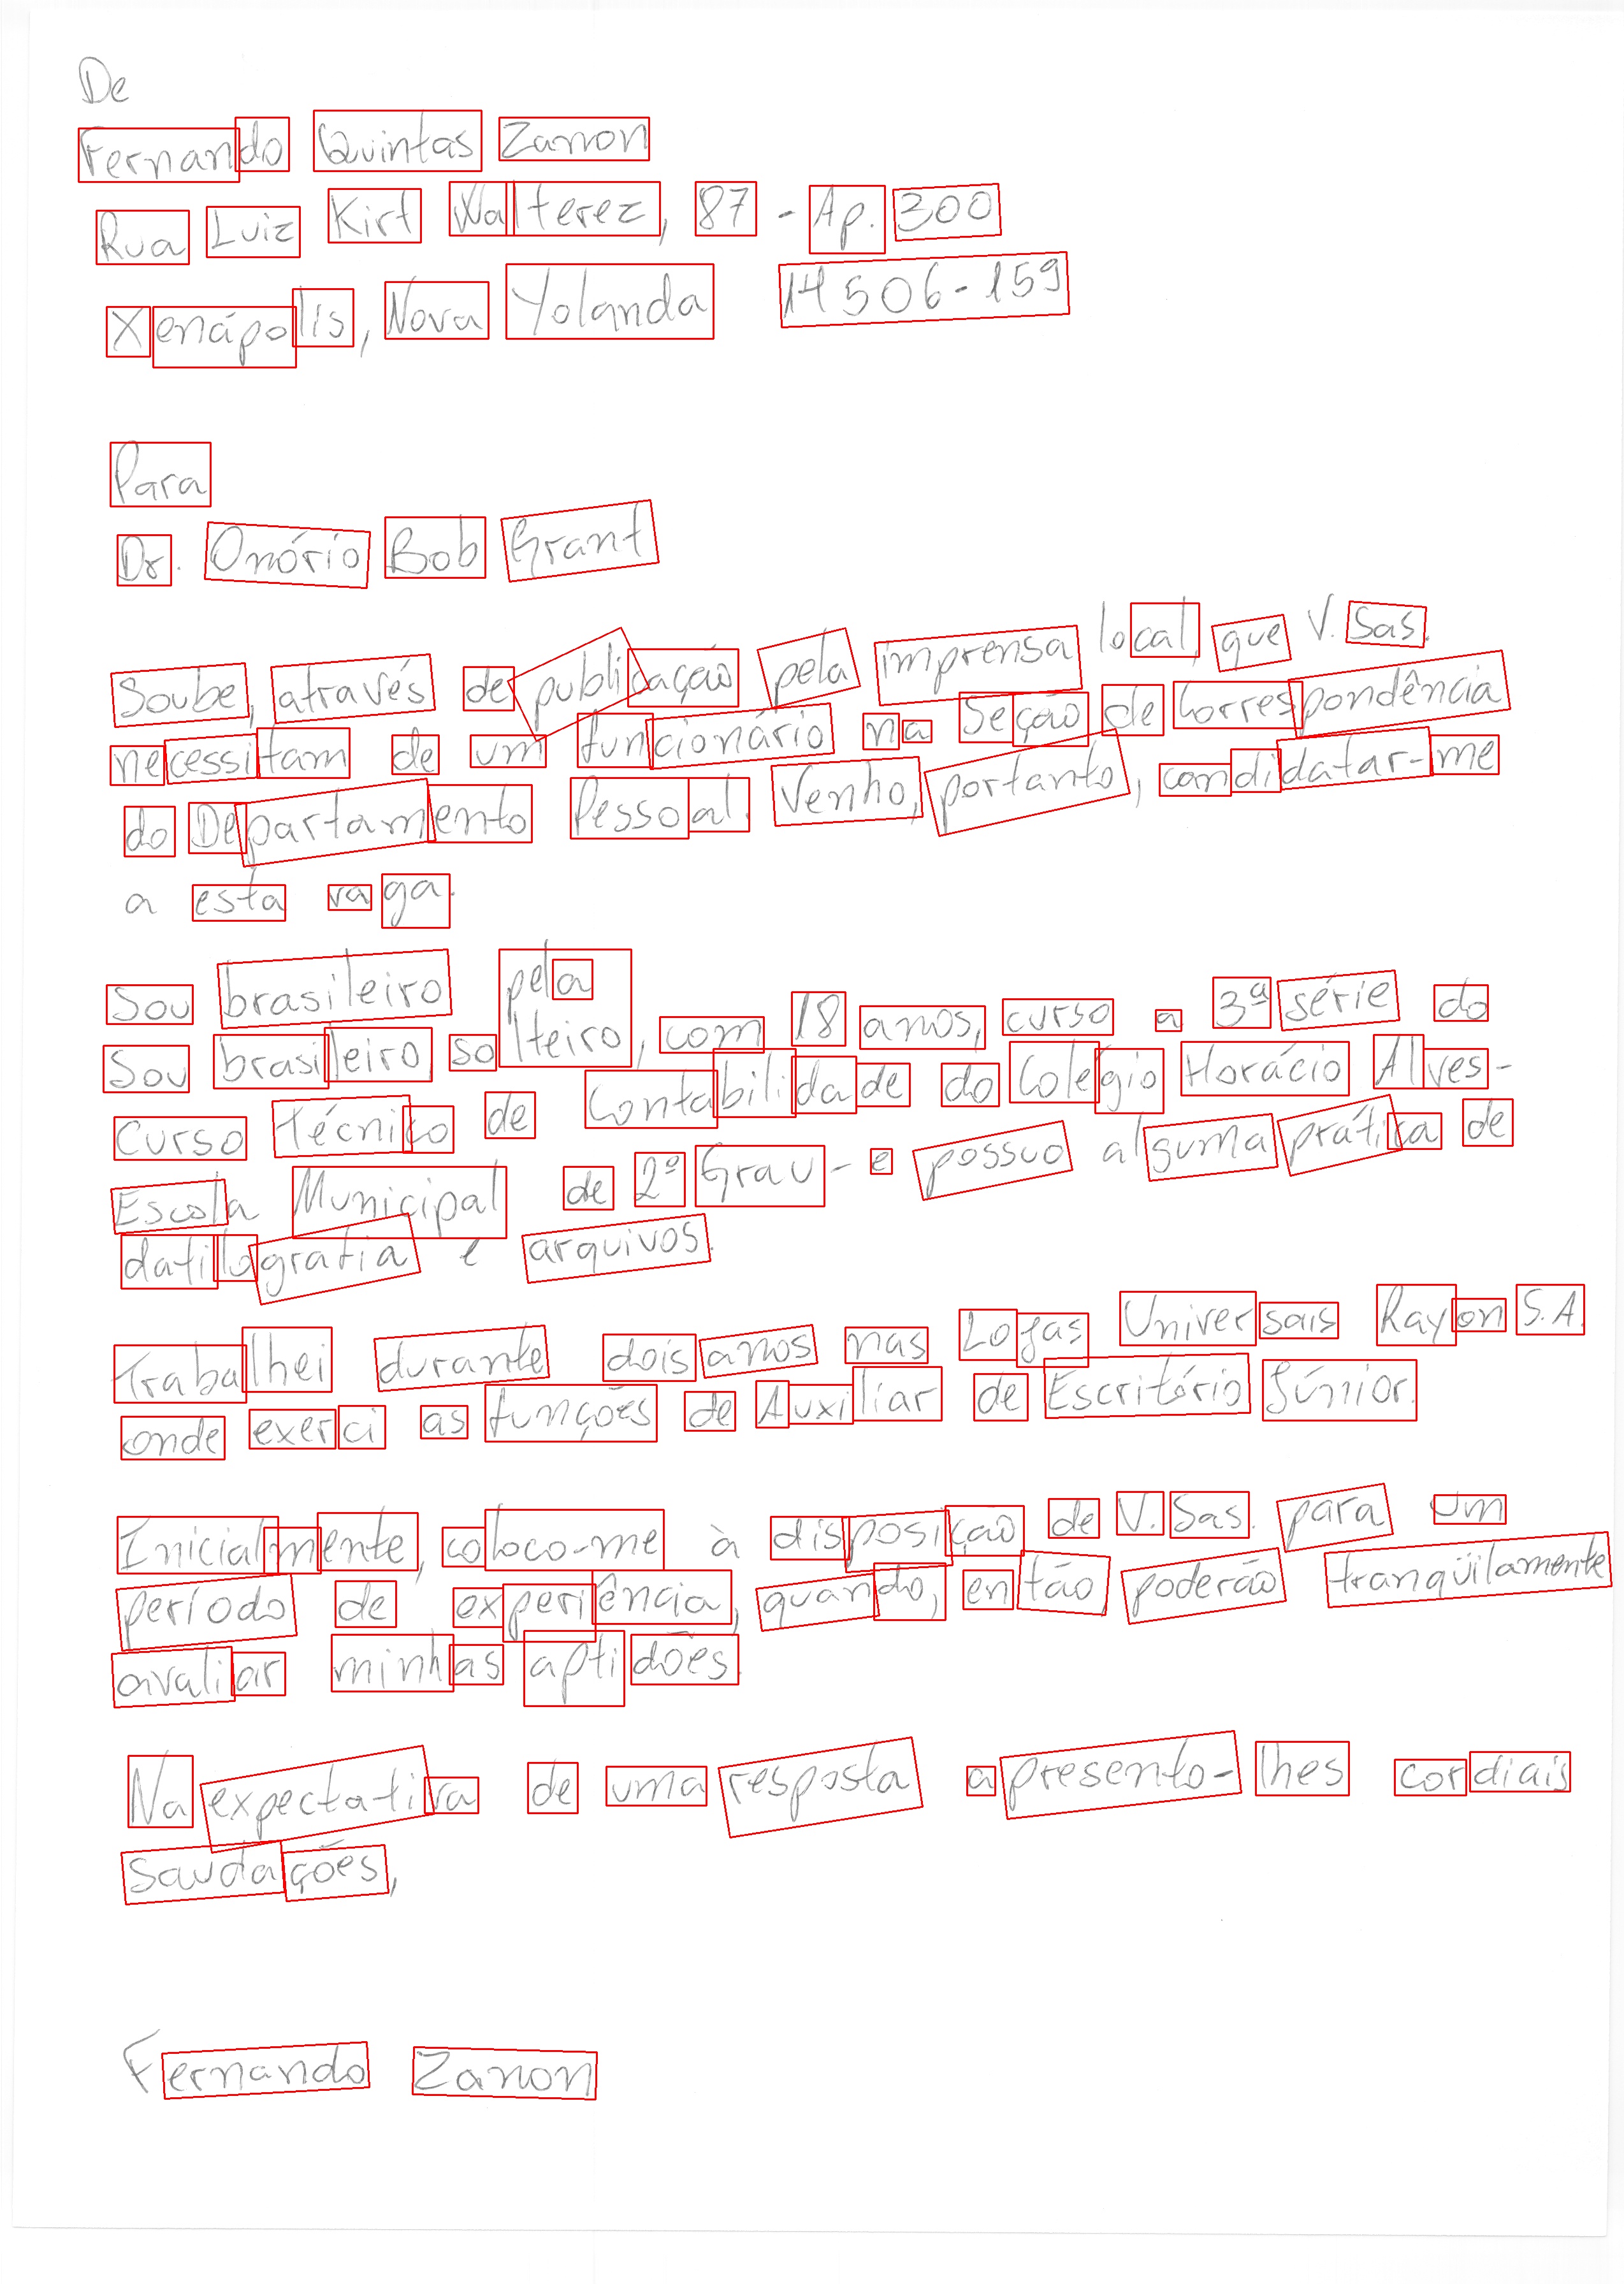 De
Fernando Quintas Zanon
Rua Luiz Kirt Walterez, 87 - Ap. 300
Xenápolis, Nova Yolanda 14506-159
Para
Dr. Onório Bob Grant
Soube, através de publicação pela imprensa local, que V. Sas.
necessitam de um funcionário na Seção de Correspondência
do Departamento Pessoal. Venho, portanto, candidatar-me
a esta vaga.
Sou brasileiro pela
Sou brasileiro, solteiro, com 18 anos, curso a 3ª série do
Curso Técnico de Contabilidade do Colégio Horácio Alves-
Escola Municipal de 2º Grau - e possuo alguma prática de
datilografia e arquivos.
Trabalhei durante dois anos nas Lojas Universais Rayon S.A.
onde exerci as funções de Auxiliar de Escritório Júnior.
Inicialmente, coloco-me à disposição de V. Sas. para um
período de experiência, quando, então, poderão tranqüilamente
avaliar minhas aptidões.
Na expectativa de uma resposta apresento-lhes cordiais
saudações,
Fernando Zanon